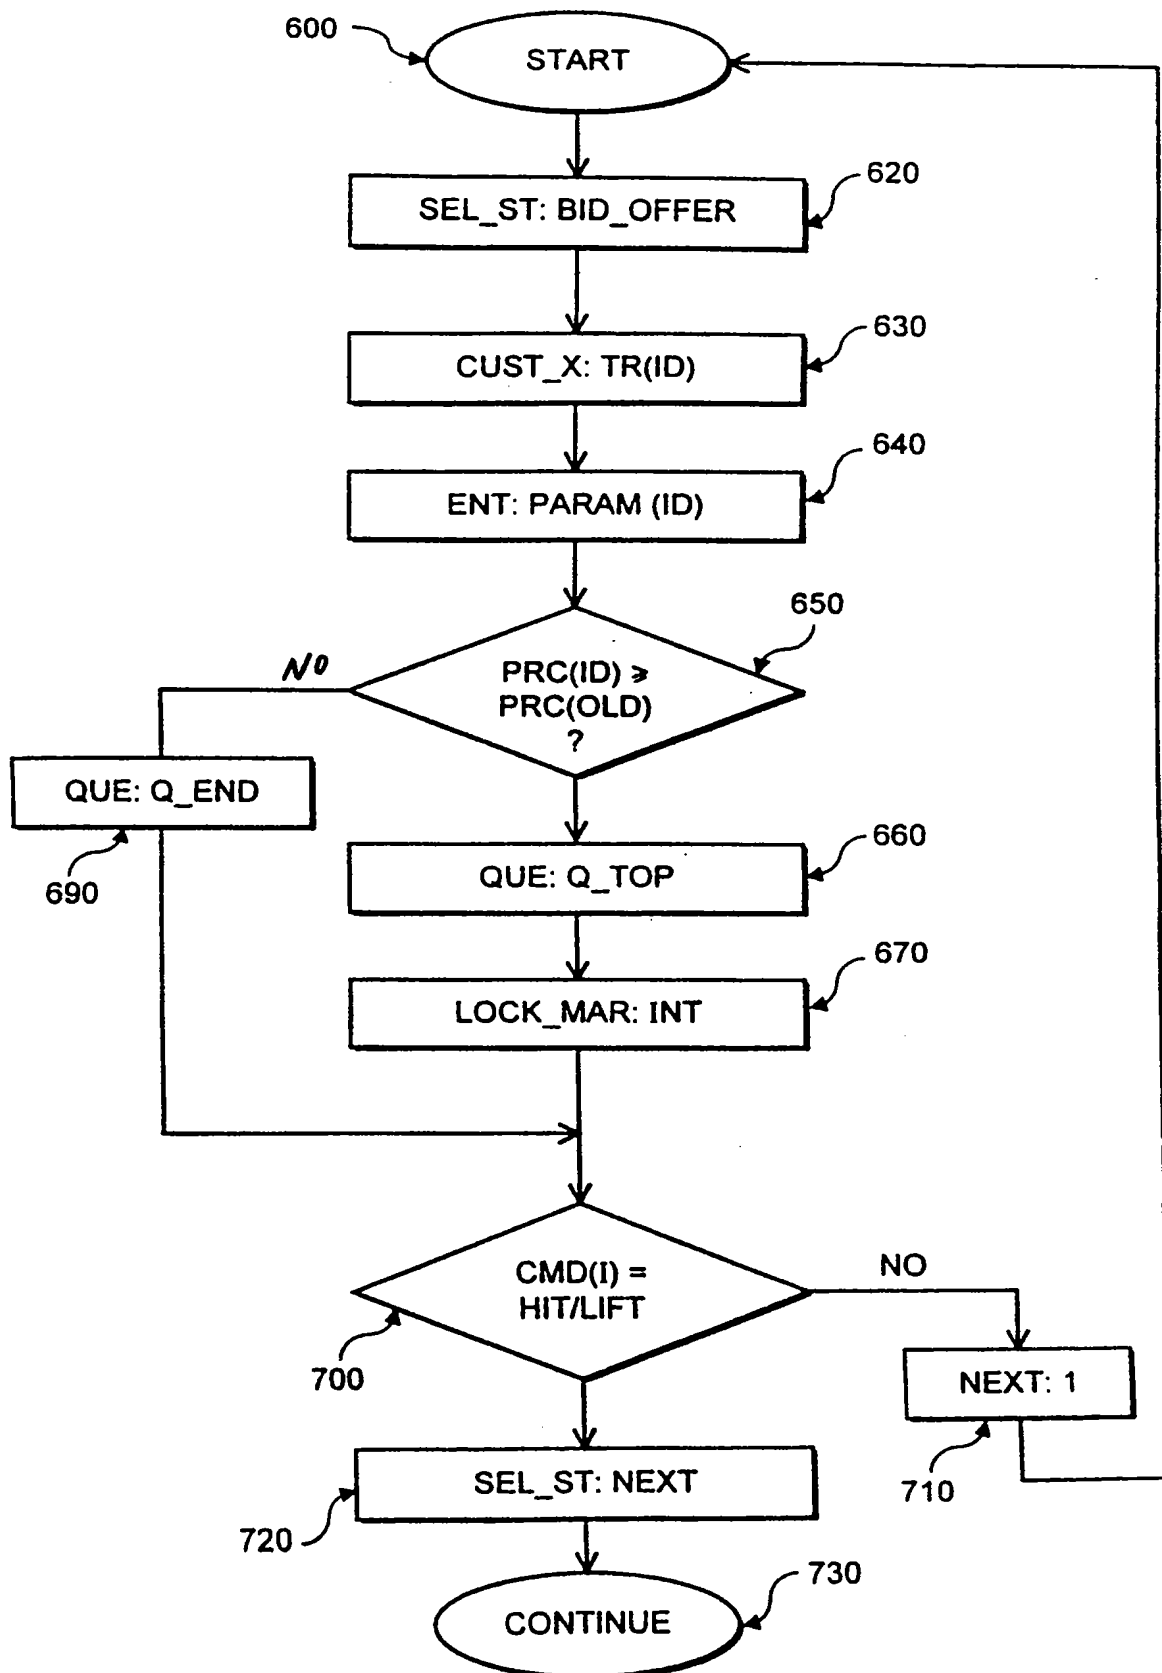 600
START
620
SEL_ST: BID_OFFER
630
CUST_X: TR(ID)
640
ENT: PARAM (ID)
650
NO
PRC(ID) ⩾
PRC(OLD)
?
QUE: Q_END
690
660
QUE: Q_TOP
670
LOCK_MAR: INT
CMD(I) =
HIT/LIFT
NO
700
NEXT: 1
710
SEL_ST: NEXT
720
730
CONTINUE